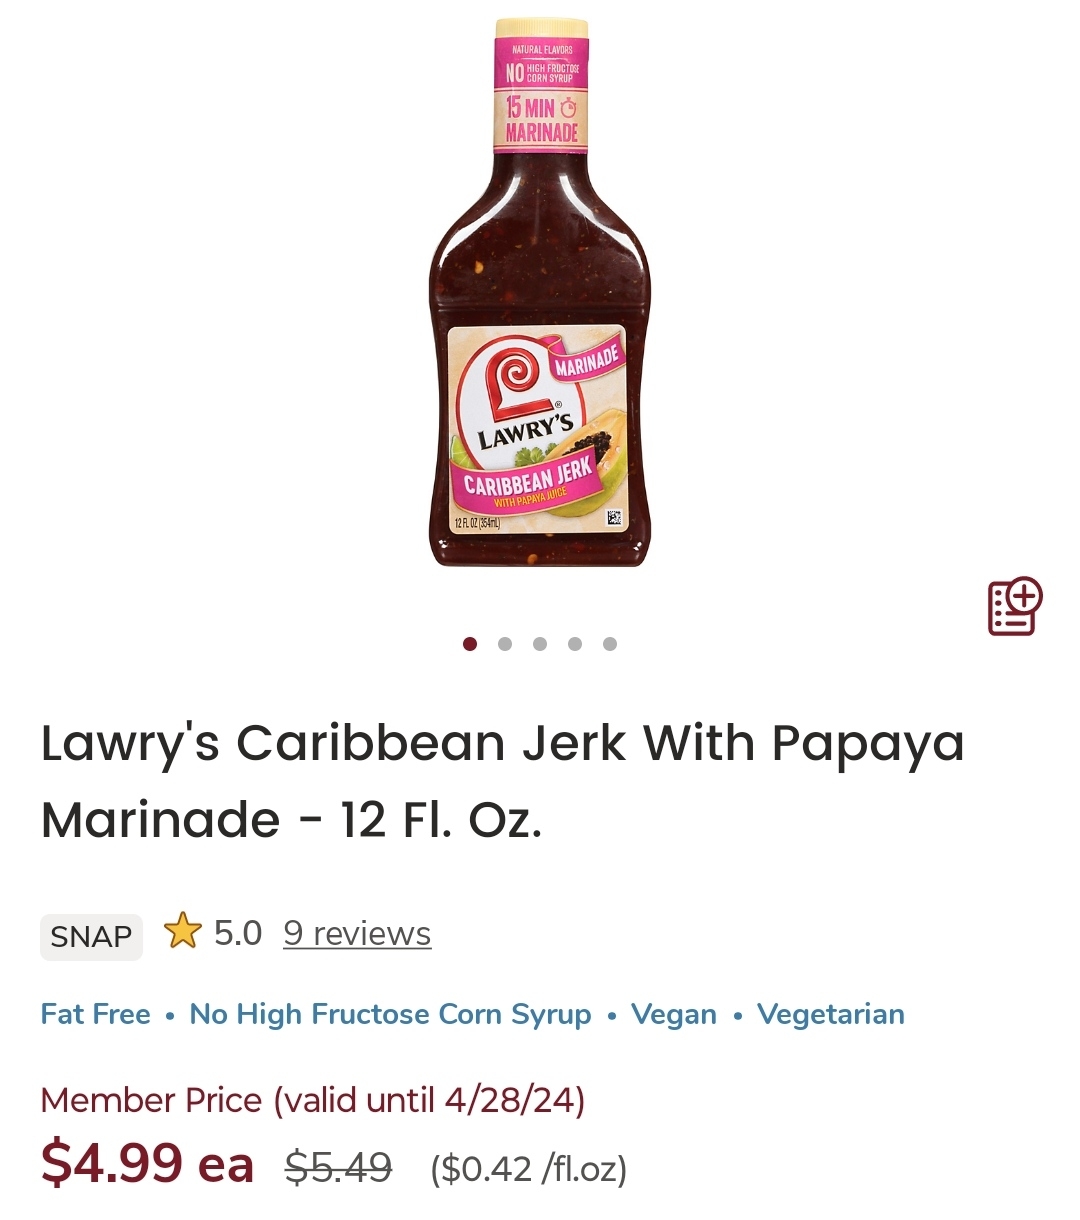 NATURAL FLAVORS
NO HIGH FRUCTOSE
CORN SYRUP
15 MIN
MARINADE
MARINADE
LAWRY'S®
CARIBBEAN JERK
WITH PAPAYA JUICE
12 FL OZ (354mL)
Lawry's Caribbean Jerk With Papaya
Marinade - 12 Fl. Oz.
SNAP 5.0 9 reviews
Fat Free • No High Fructose Corn Syrup • Vegan • Vegetarian
Member Price (valid until 4/28/24)
$4.99 ea $5.49 ($0.42 /fl.oz)